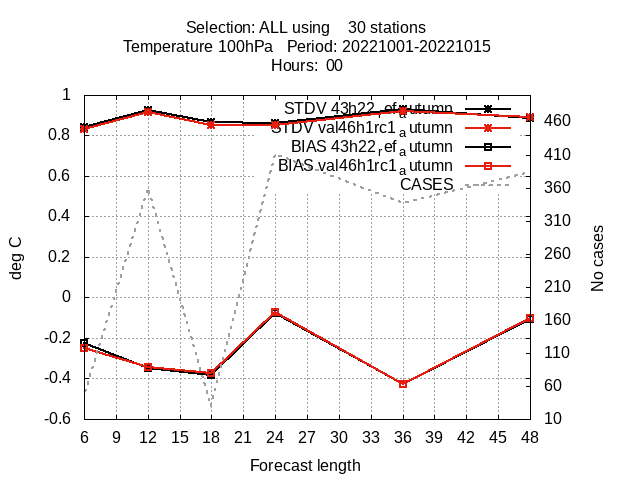 Selection: ALL using 30 stations
Temperature 100hPa Period: 20221001-20221015
Hours: 00
STDV 43h22_ref_autumn
STDV val46h1rc1_autumn
BIAS 43h22_ref_autumn
BIAS val46h1rc1_autumn
CASES
deg C
1
0.8
0.6
0.4
0.2
0
-0.2
-0.4
-0.6
No cases
460
410
360
310
260
210
160
110
60
10
6 9 12 15 18 21 24 27 30 33 36 39 42 45 48
Forecast length